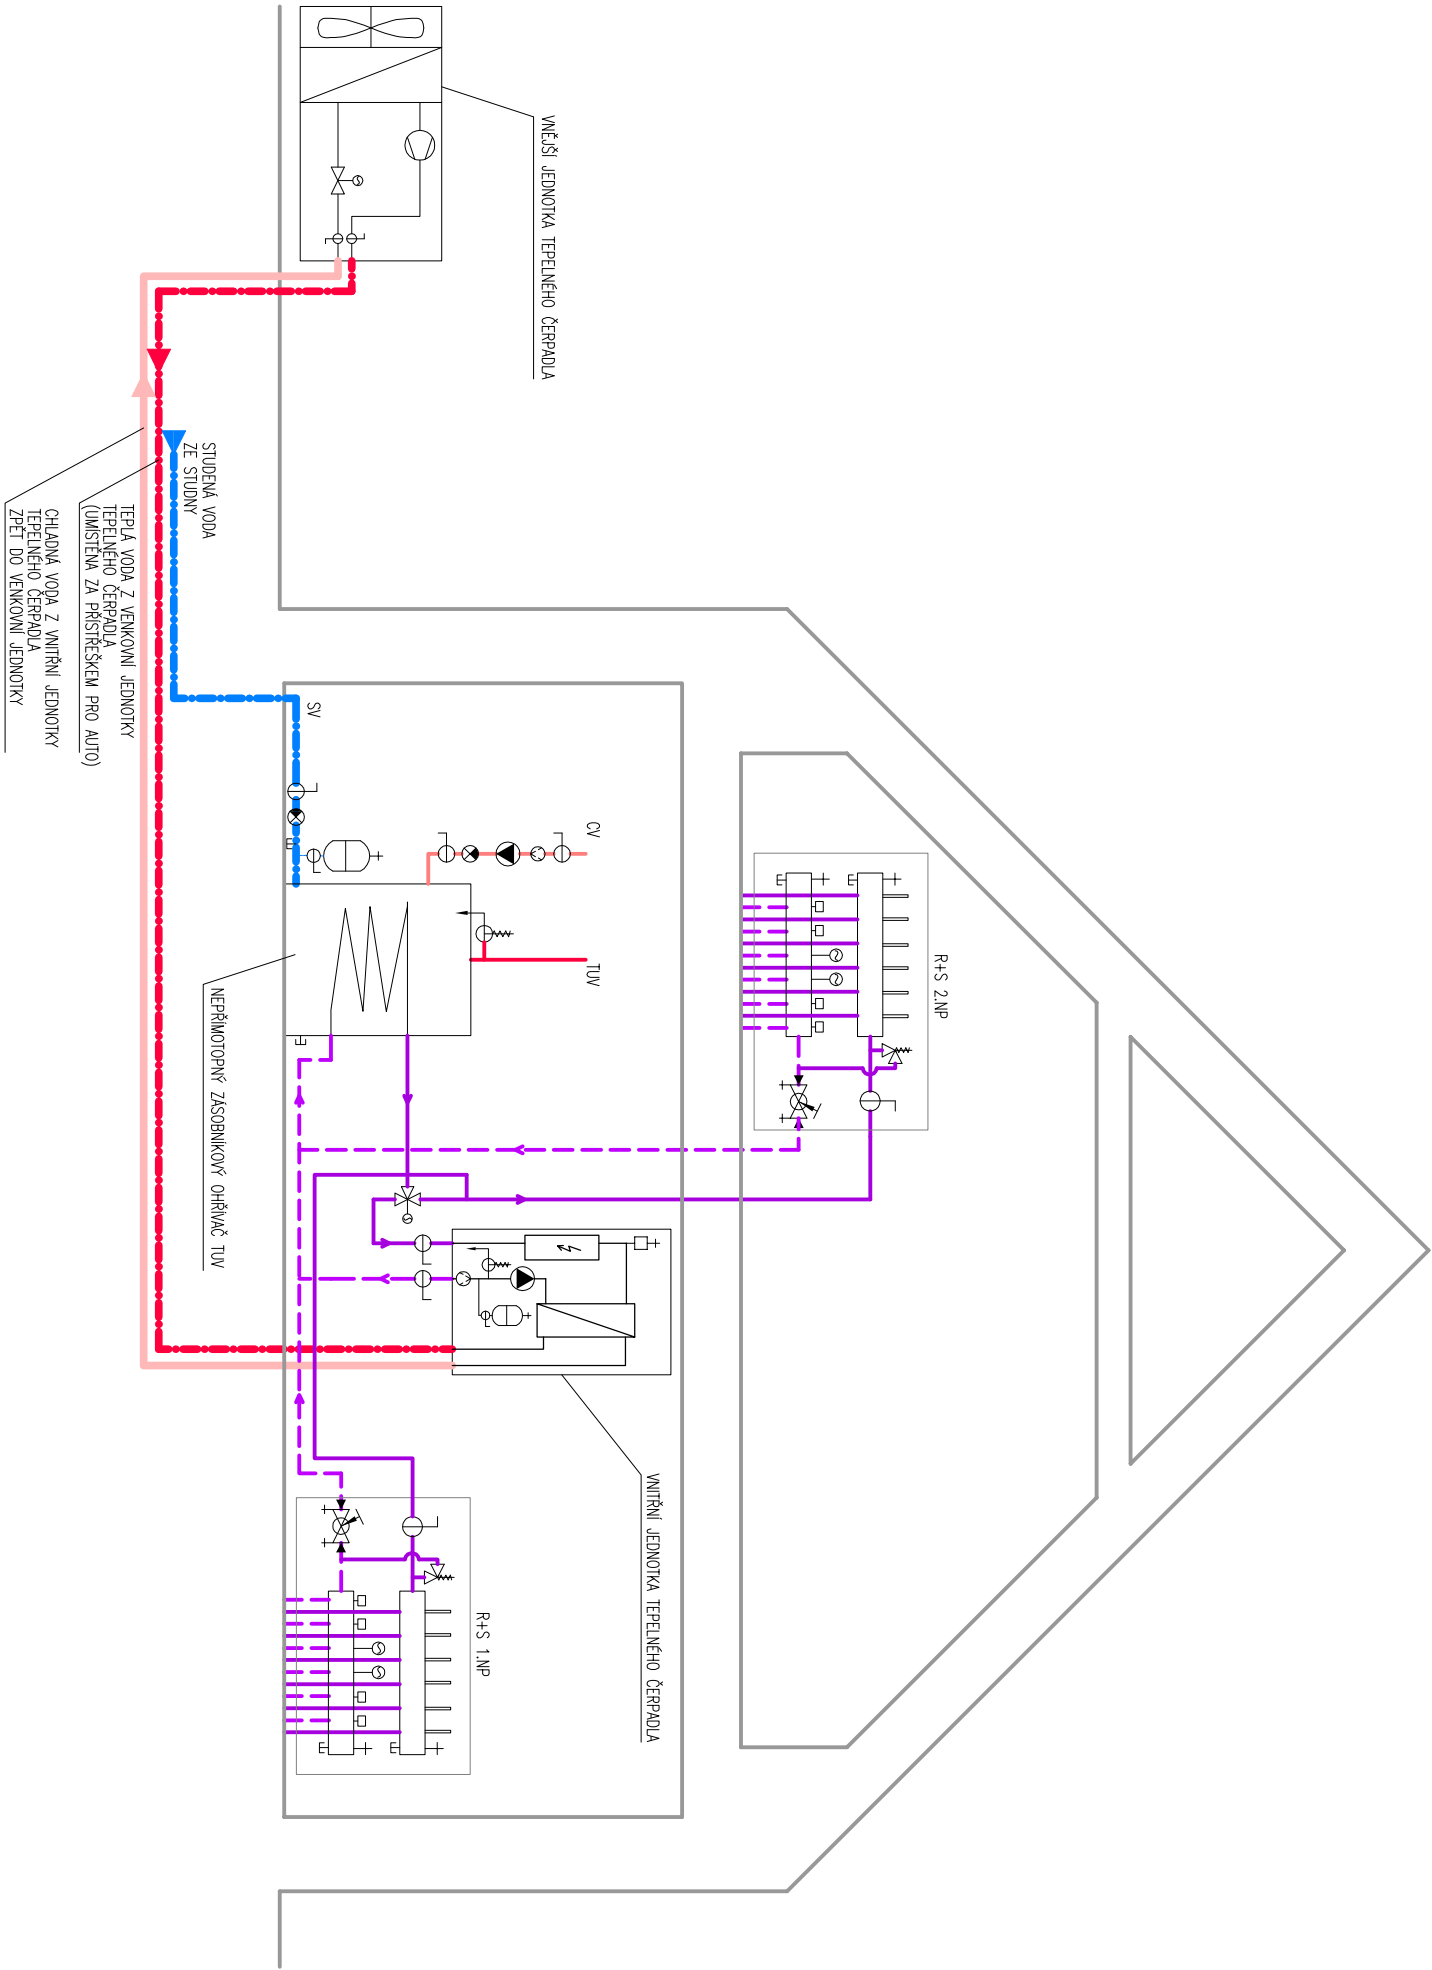 VNĚJŠÍ JEDNOTKA TEPELNÉHO ČERPADLA
STUDENÁ VODA
ZE STUDNY
TEPLÁ VODA Z VENKOVNÍ JEDNOTKY
TEPELNÉHO ČERPADLA
(UMÍSTĚNA ZA PŘÍSTŘEŠKEM PRO AUTO)
CHLADNÁ VODA Z VNITŘNÍ JEDNOTKY
TEPELNÉHO ČERPADLA
ZPĚT DO VENKOVNÍ JEDNOTKY
SV
CV
TUV
NEPŘÍMOTOPNÝ ZÁSOBNÍKOVÝ OHŘÍVAČ TUV
R+S 2.NP
VNITŘNÍ JEDNOTKA TEPELNÉHO ČERPADLA
R+S 1.NP